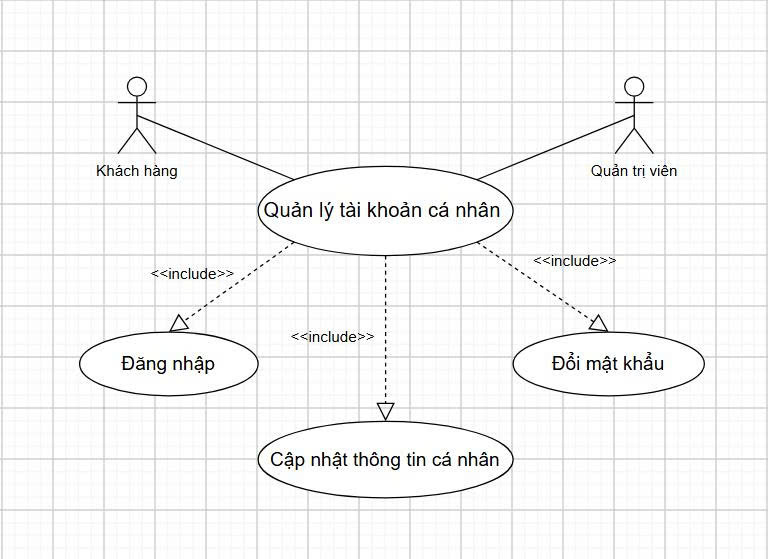 Khách hàng
Quản trị viên
Quản lý tài khoản cá nhân
<<include>>
<<include>>
<<include>>
Đăng nhập
Đổi mật khẩu
Cập nhật thông tin cá nhân